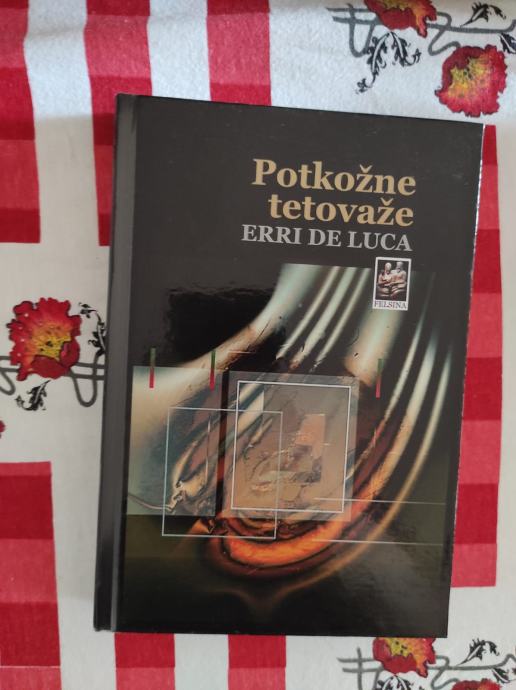 Potkožne
tetovaže
ERRI DE LUCA
FELSINA